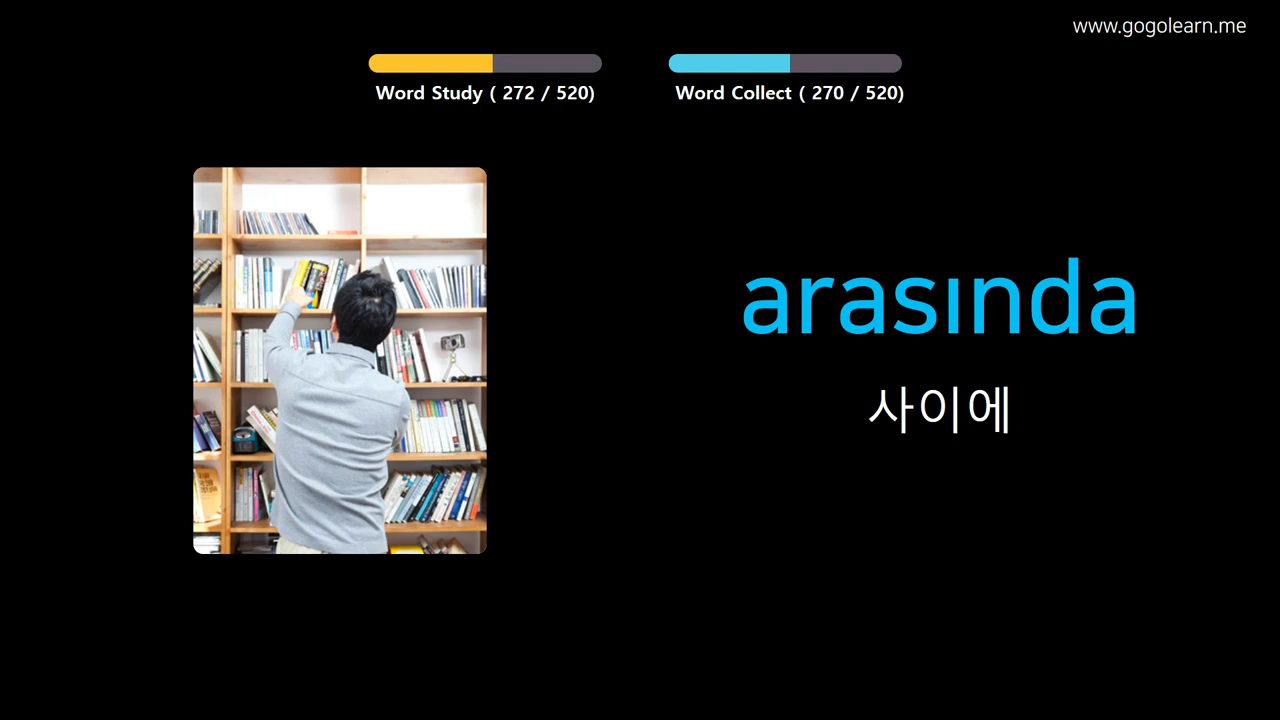 www.gogolearn.me
Word Study ( 272 / 520)
Word Collect ( 270 / 520)
arasında
사이에